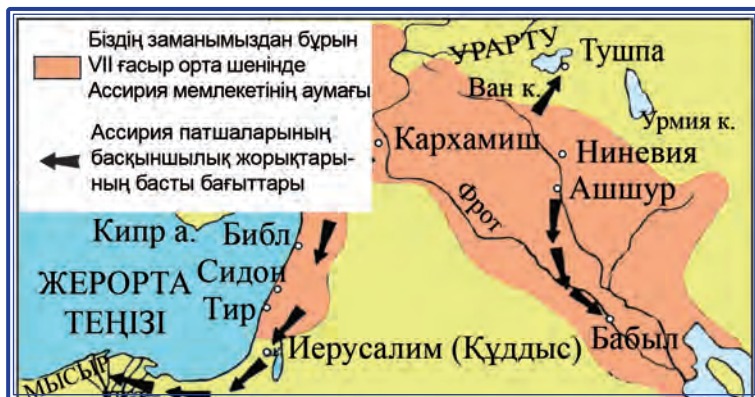 Біздің заманымыздан бұрын
VII ғасыр орта шенінде
Ассирия мемлекетінің аумағы
Ассирия патшаларының
басқыншылық жорықтары-
ның басты бағыттары
УРАРТУ
Тушпа
Ван к.
Урмия к.
Кархамиш
Ниневия
Ашшур
Фрот
Кипр а.
Библ
Сидон
ЖЕРОРТА
ТЕҢІЗІ
Тир
Бабыл
Иерусалим (Құддыс)
МЫСЫР